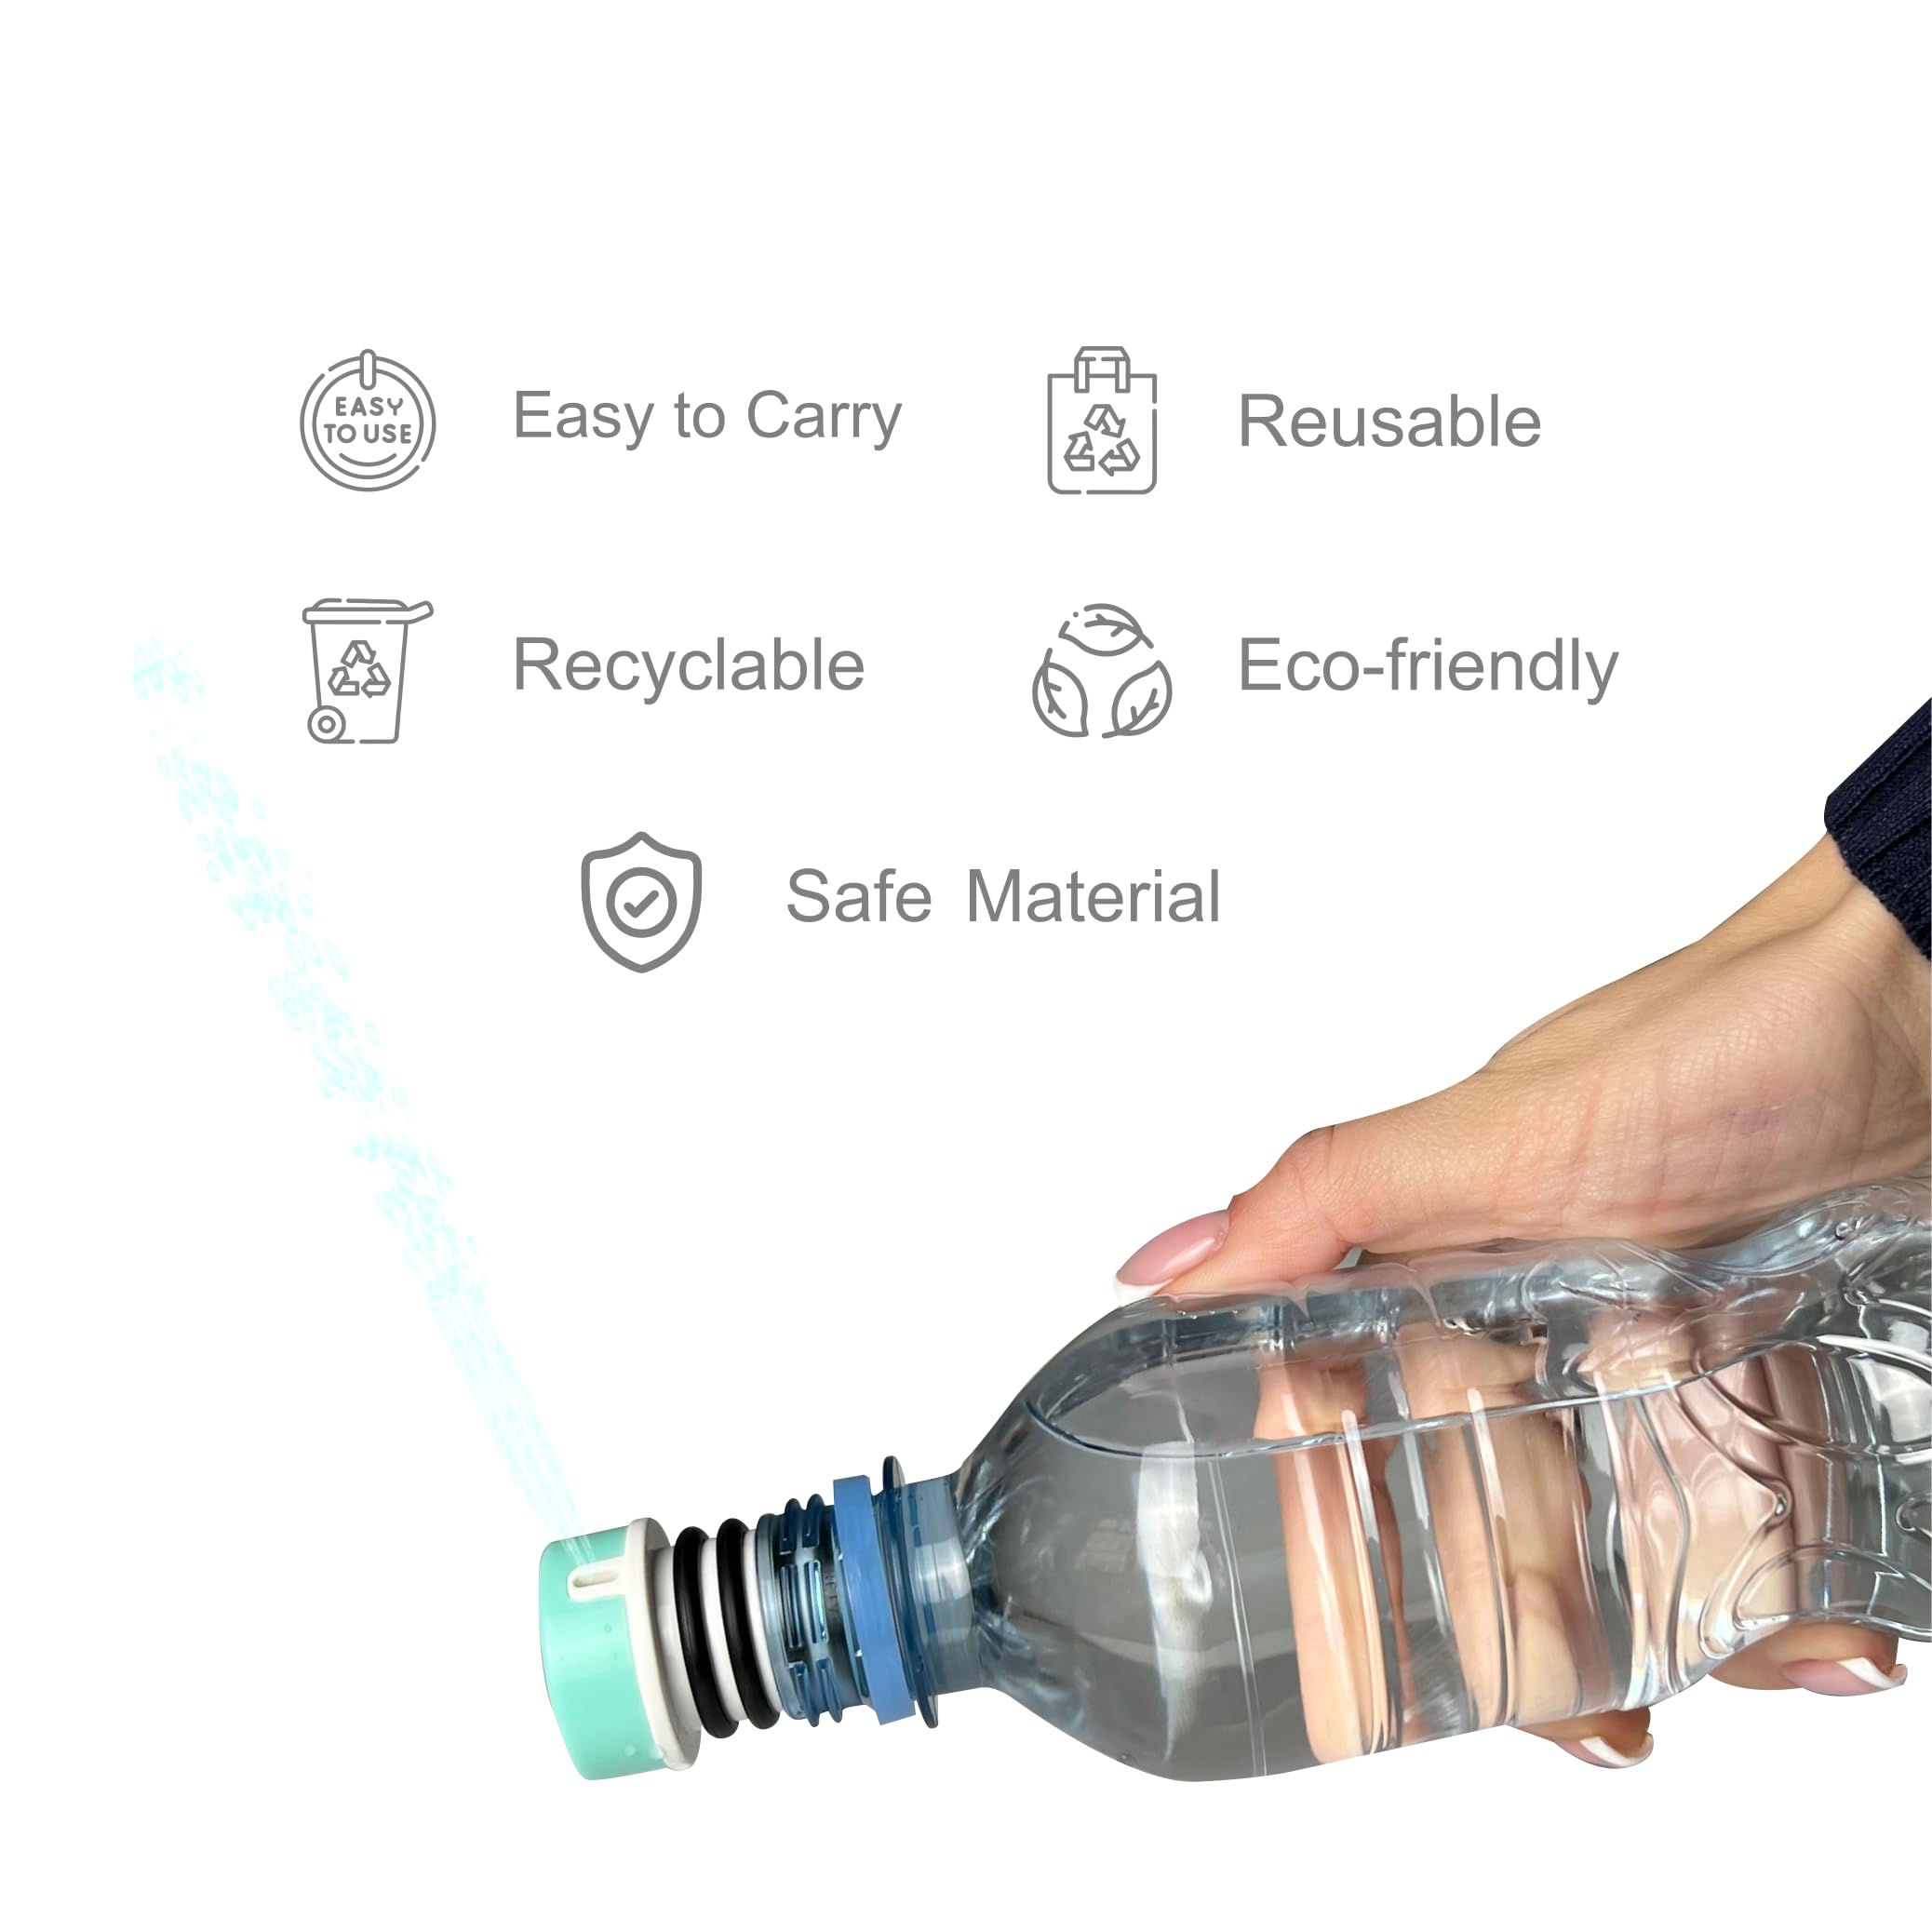 EASY
TO USE
Easy to Carry
Reusable
Recyclable
Eco-friendly
Safe Material